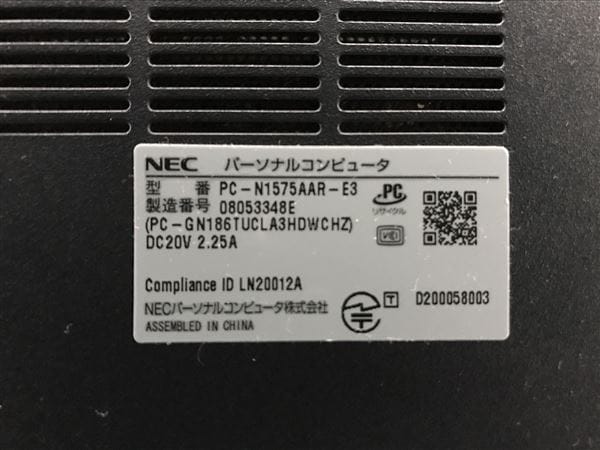 NEC パーソナルコンピュータ
型 番 PC-N1575AAR-E3
製造番号 08053348E
(PC-GN186TUCLA3HDWCHZ)
DC20V 2.25A
PC
リサイクル
VCCI
Compliance ID LN20012A
NECパーソナルコンピュータ株式会社
ASSEMBLED IN CHINA
T D200058003